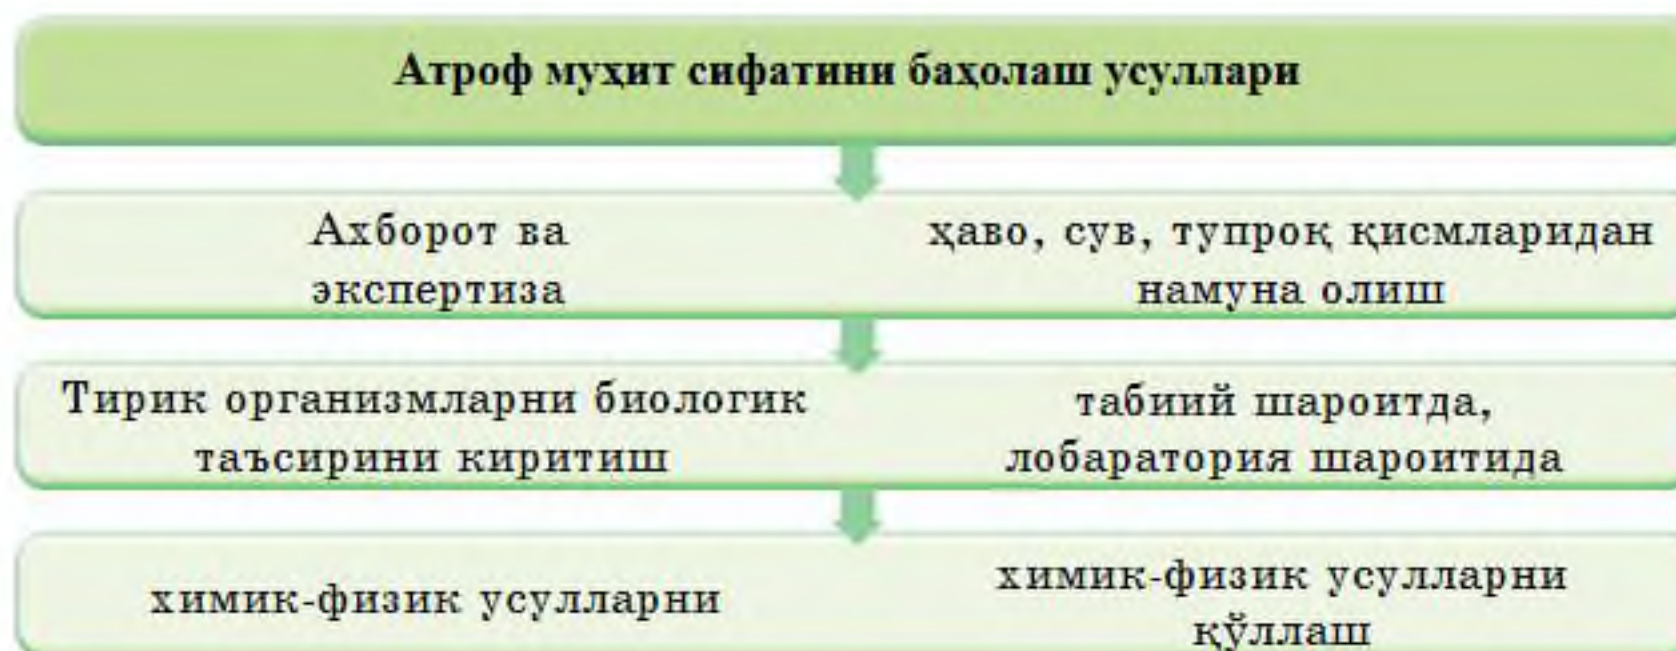 Атроф муҳит сифатини баҳолаш усуллари
Ахборот ва
экспертиза
ҳаво, сув, тупроқ қисмларидан
намуна олиш
Тирик организмларни биологик
таъсирини киритиш
табиий шароитда,
лобаратория шароитида
химик-физик усулларни
химик-физик усулларни
қўллаш